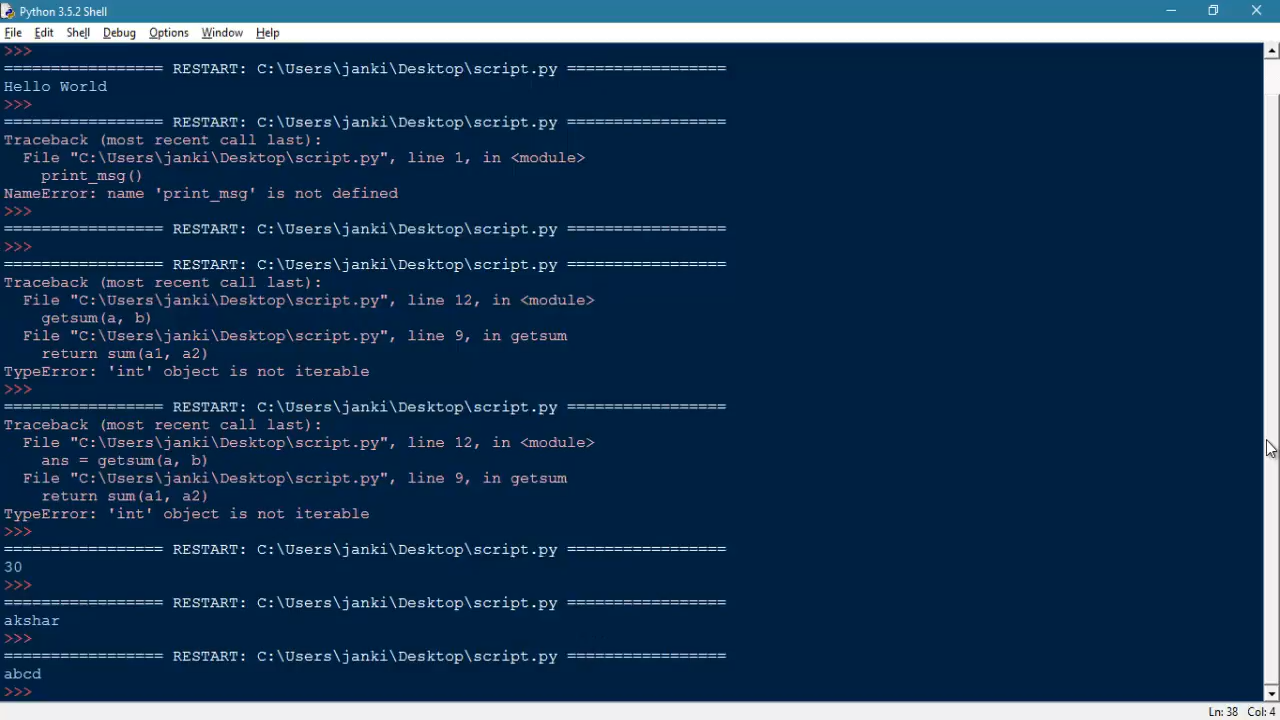 Python 3.5.2 Shell
File Edit Shell Debug Options Window Help
>>>
================= RESTART: C:\Users\janki\Desktop\script.py =================
Hello World
>>>
================= RESTART: C:\Users\janki\Desktop\script.py =================
Traceback (most recent call last):
  File "C:\Users\janki\Desktop\script.py", line 1, in <module>
    print_msg()
NameError: name 'print_msg' is not defined
>>>
================= RESTART: C:\Users\janki\Desktop\script.py =================
>>>
================= RESTART: C:\Users\janki\Desktop\script.py =================
Traceback (most recent call last):
  File "C:\Users\janki\Desktop\script.py", line 12, in <module>
    getsum(a, b)
  File "C:\Users\janki\Desktop\script.py", line 9, in getsum
    return sum(a1, a2)
TypeError: 'int' object is not iterable
>>>
================= RESTART: C:\Users\janki\Desktop\script.py =================
Traceback (most recent call last):
  File "C:\Users\janki\Desktop\script.py", line 12, in <module>
    ans = getsum(a, b)
  File "C:\Users\janki\Desktop\script.py", line 9, in getsum
    return sum(a1, a2)
TypeError: 'int' object is not iterable
>>>
================= RESTART: C:\Users\janki\Desktop\script.py =================
30
>>>
================= RESTART: C:\Users\janki\Desktop\script.py =================
akshar
>>>
================= RESTART: C:\Users\janki\Desktop\script.py =================
abcd
>>>
Ln: 38 Col: 4